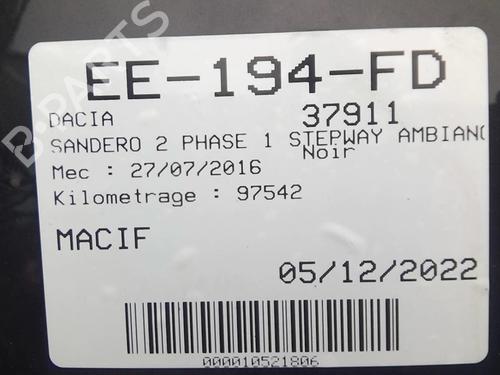 EE-194-FD
DACIA 37911
SANDERO 2 PHASE 1 STEPWAY AMBIANC
Noir
Mec : 27/07/2016
Kilometrage : 97542
MACIF
05/12/2022
000010521806
B-PARTS